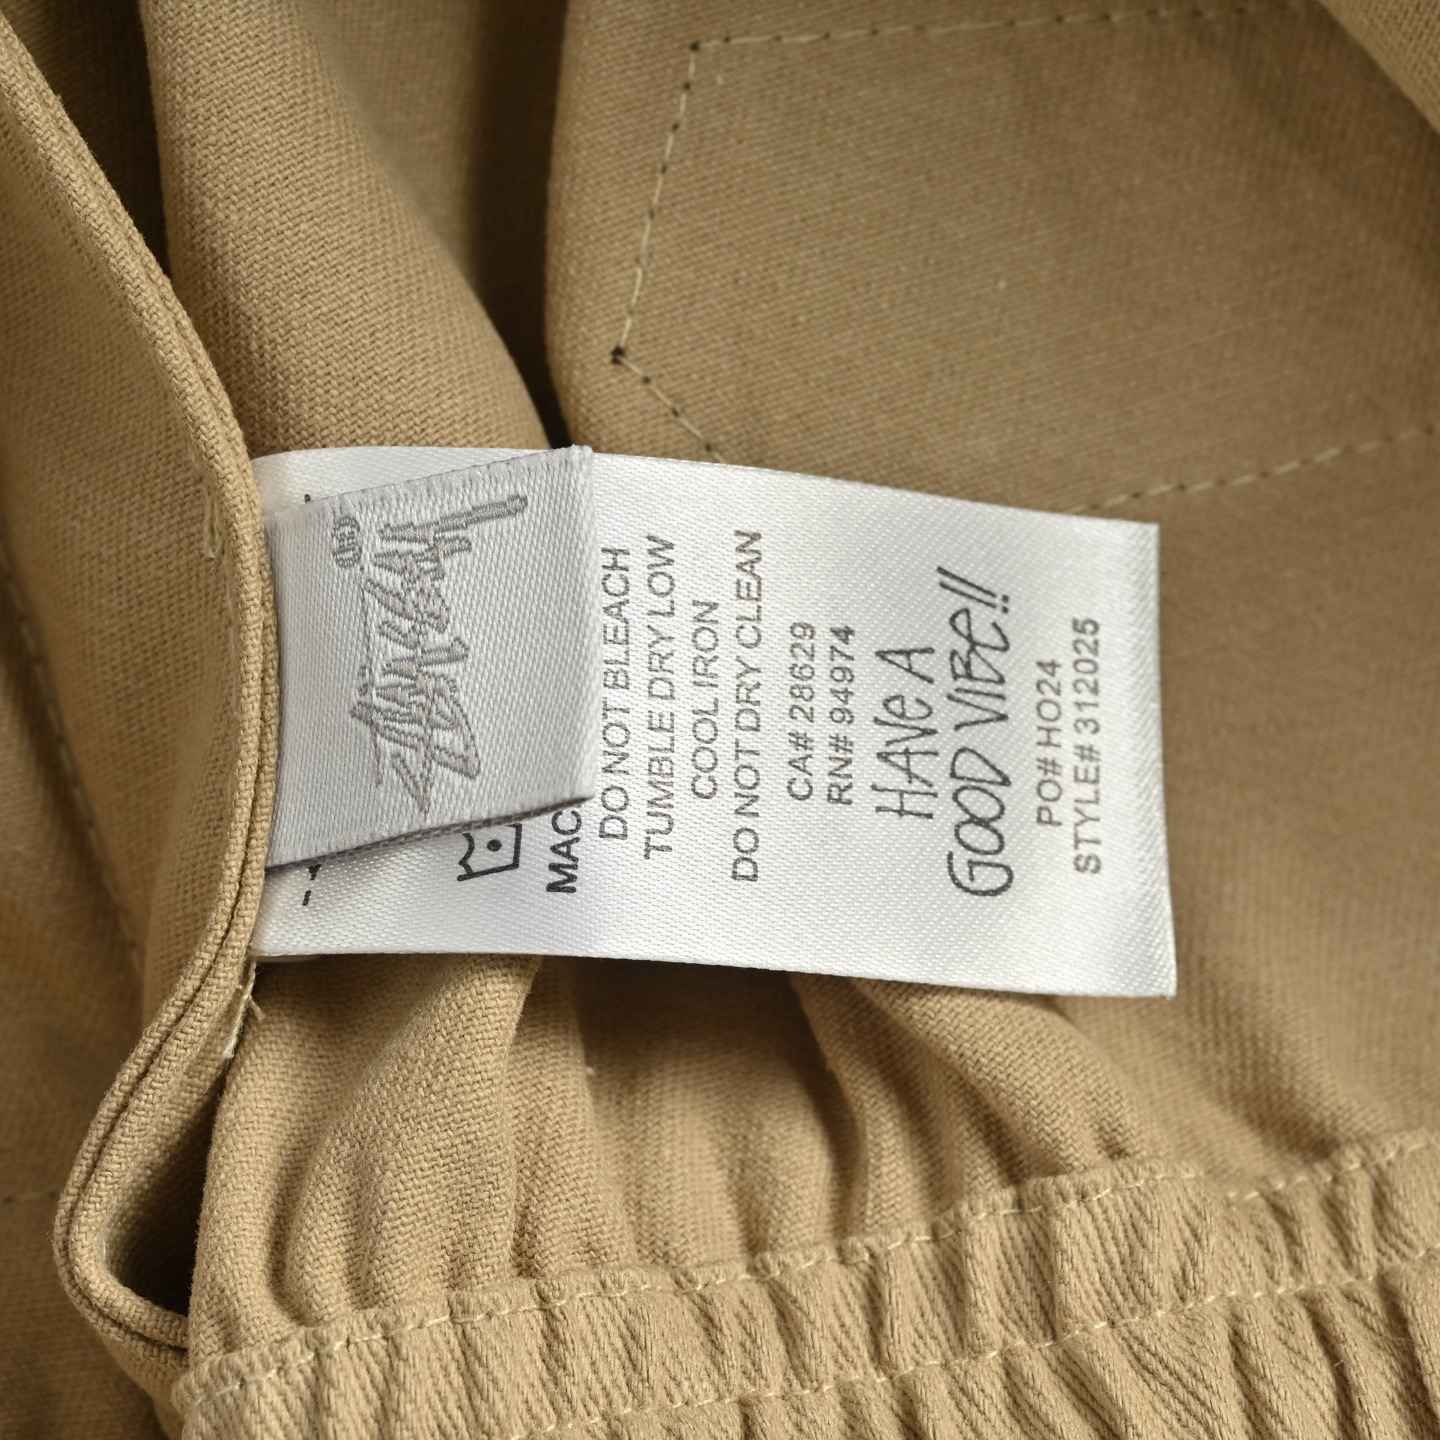 MAC
DO NOT BLEACH
TUMBLE DRY LOW
COOL IRON
DO NOT DRY CLEAN
CA# 28629
RN# 94974
HAVE A
GOOD VIBE!!
PO# HO24
STYLE# 312025